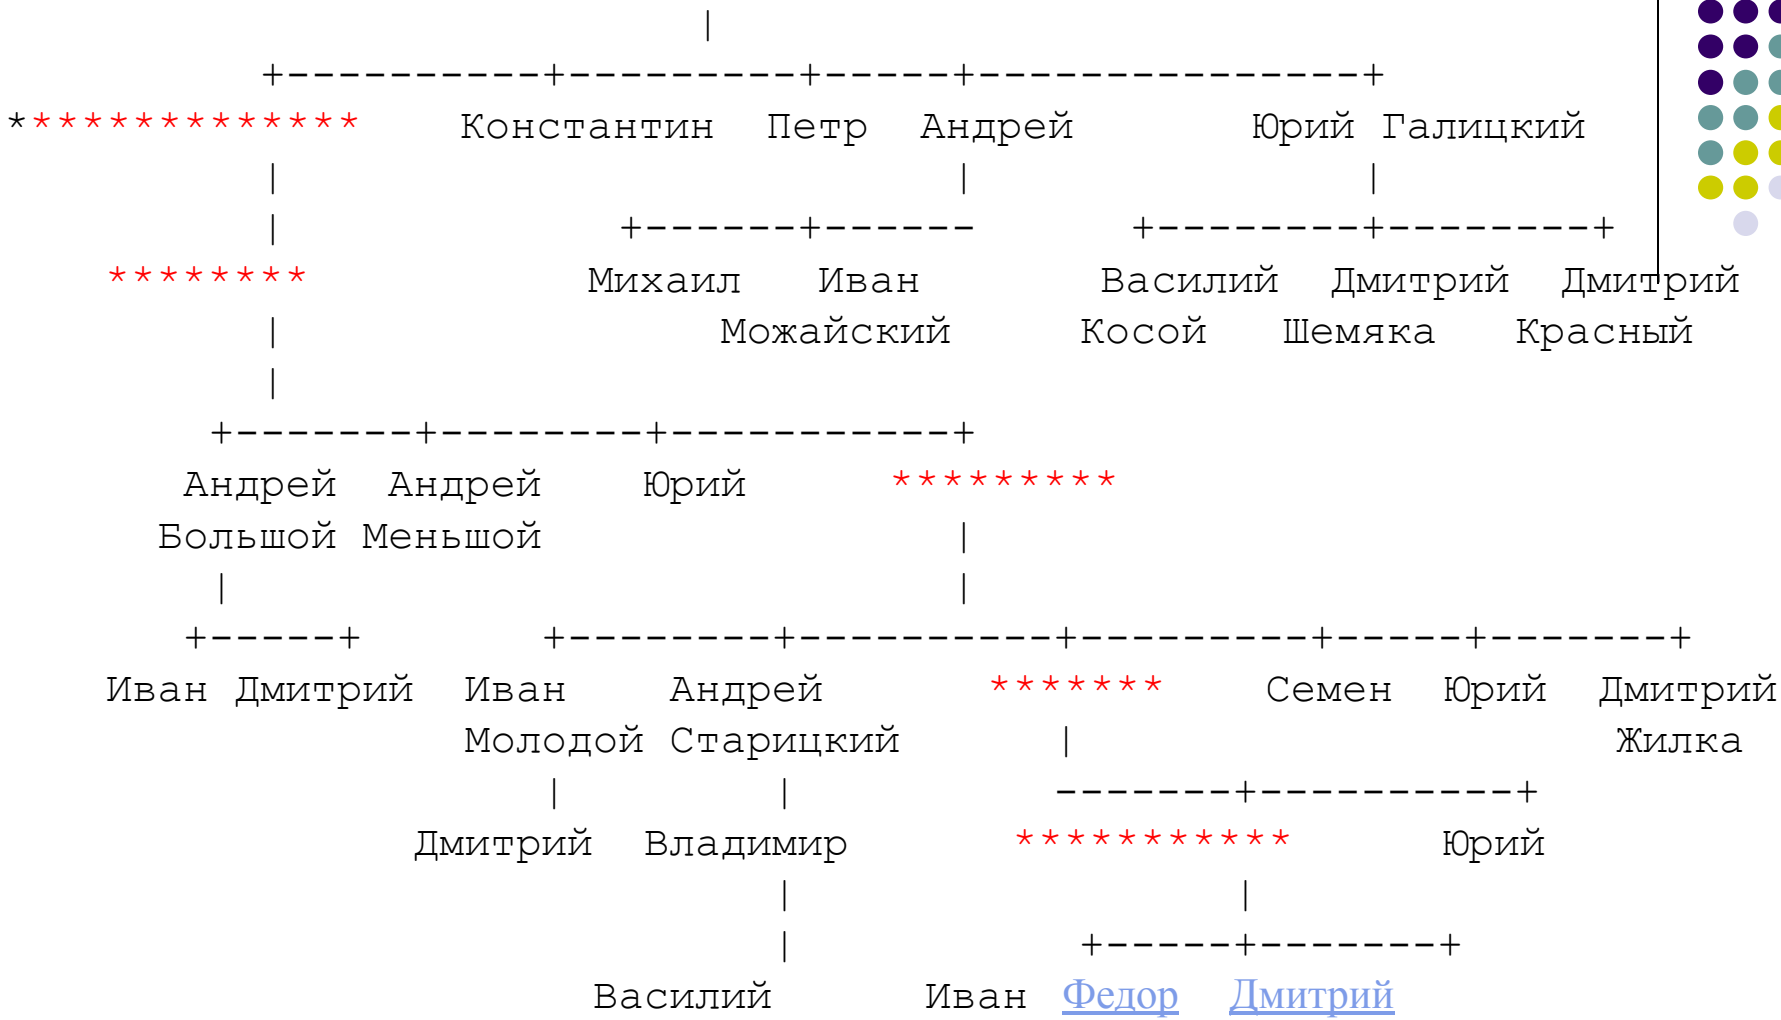 |
+----------+---------+-----+---------------+
************** Константин Петр Андрей Юрий Галицкий
| | |
| +------+------ +--------+--------+
******** Михаил Иван Василий Дмитрий Дмитрий
| Можайский Косой Шемяка Красный
|
+-------+--------+-----------+
Андрей Андрей Юрий *********
Большой Меньшой |
| |
+-----+ +--------+----------+---------+-----+-------+
Иван Дмитрий Иван Андрей ******* Семен Юрий Дмитрий
Молодой Старицкий | Жилка
| | -------+----------+
Дмитрий Владимир *********** Юрий
| |
| +-----+-------+
Василий Иван Федор Дмитрий